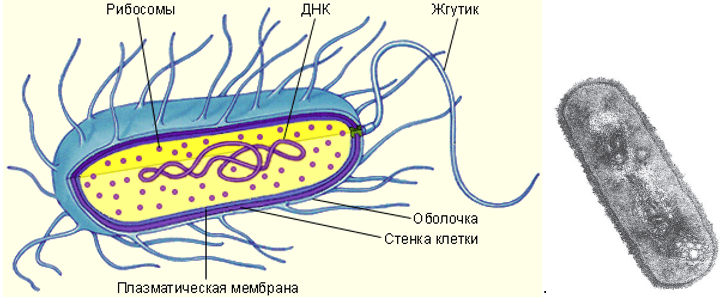 Рибосомы
ДНК
Жгутик
Оболочка
Стенка клетки
Плазматическая мембрана